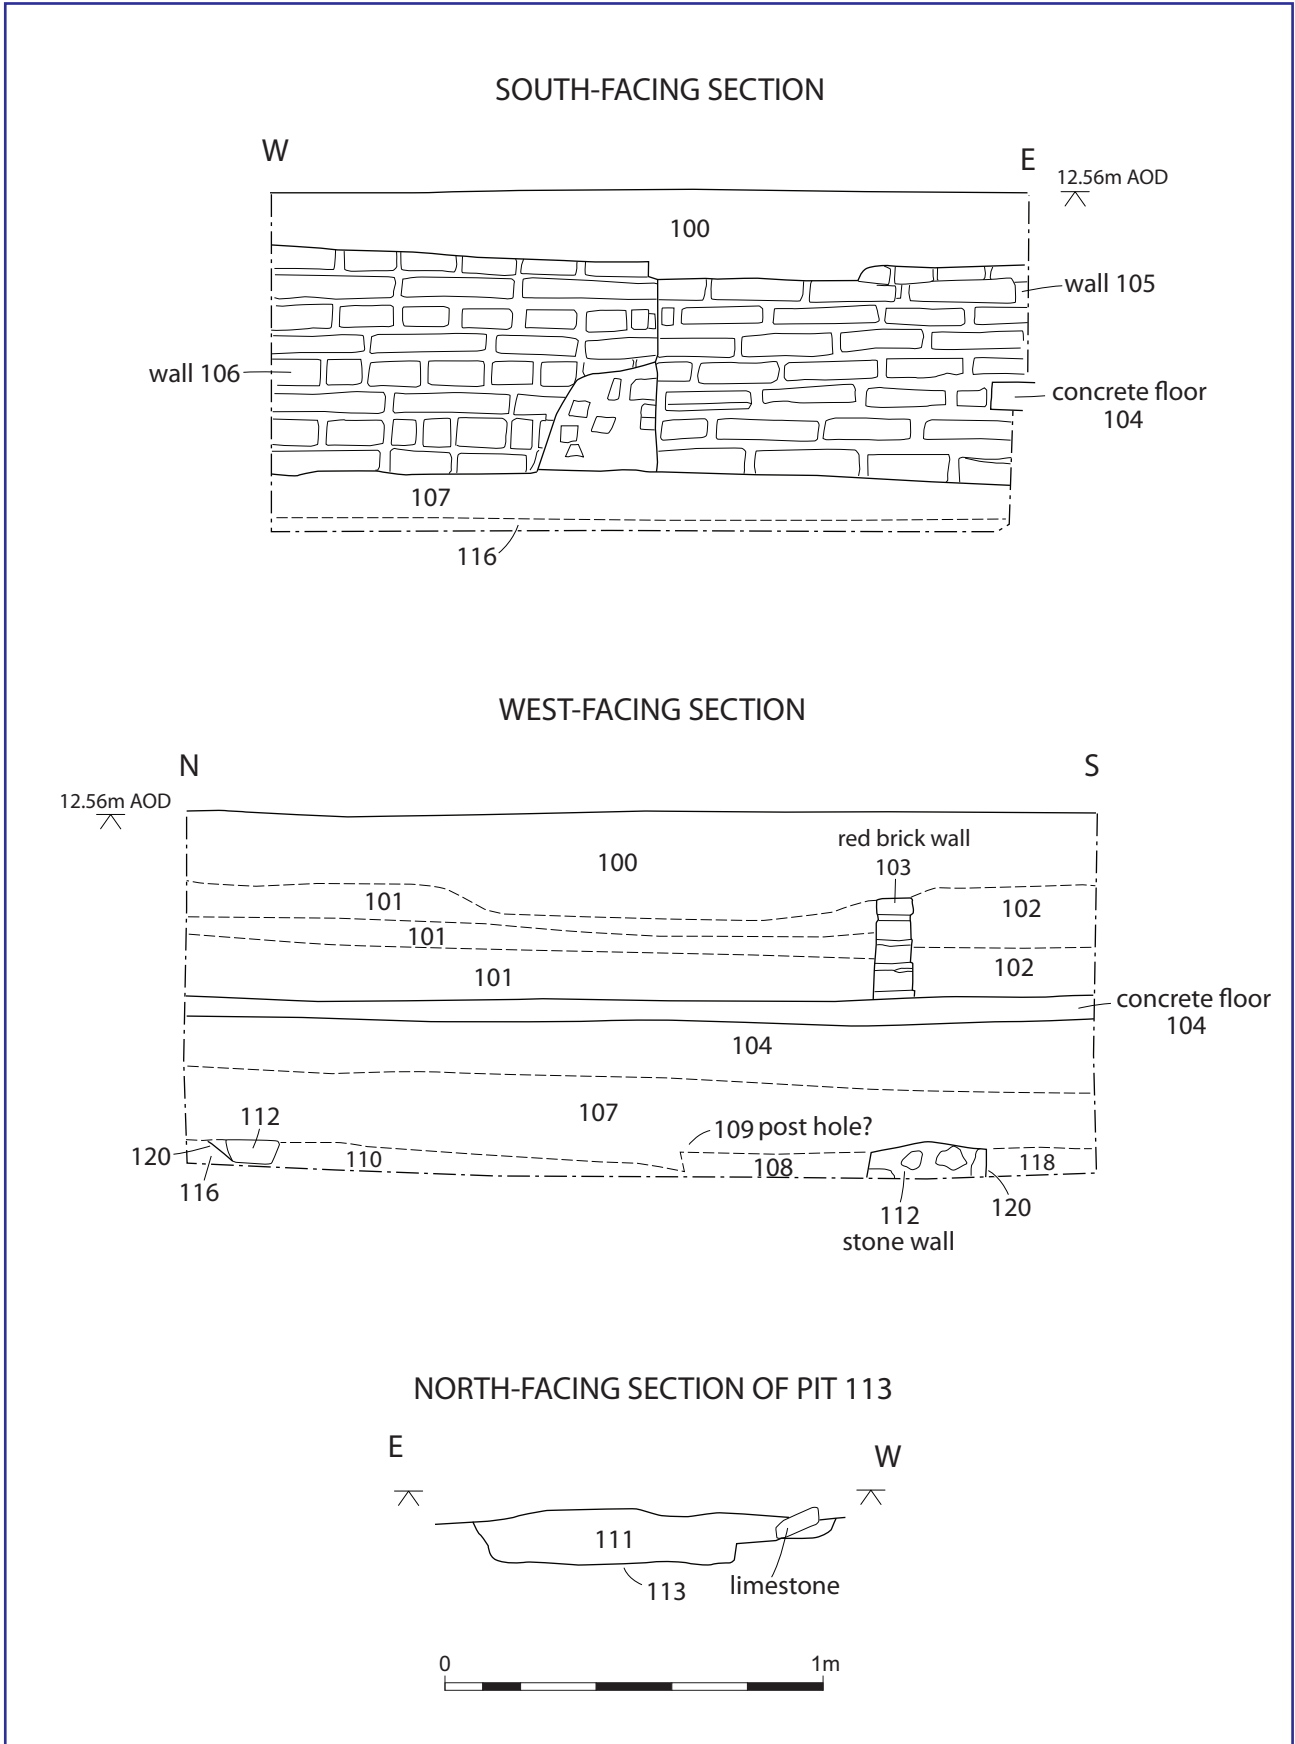 SOUTH-FACING SECTION
W
E
12.56m AOD
100
wall 105
wall 106
concrete floor
104
107
116
WEST-FACING SECTION
N
S
12.56m AOD
red brick wall
103
100
101
102
101
101
102
concrete floor
104
104
107
112
109 post hole?
120
110
108
118
116
112
120
stone wall
NORTH-FACING SECTION OF PIT 113
E
W
111
113
limestone
0
1m